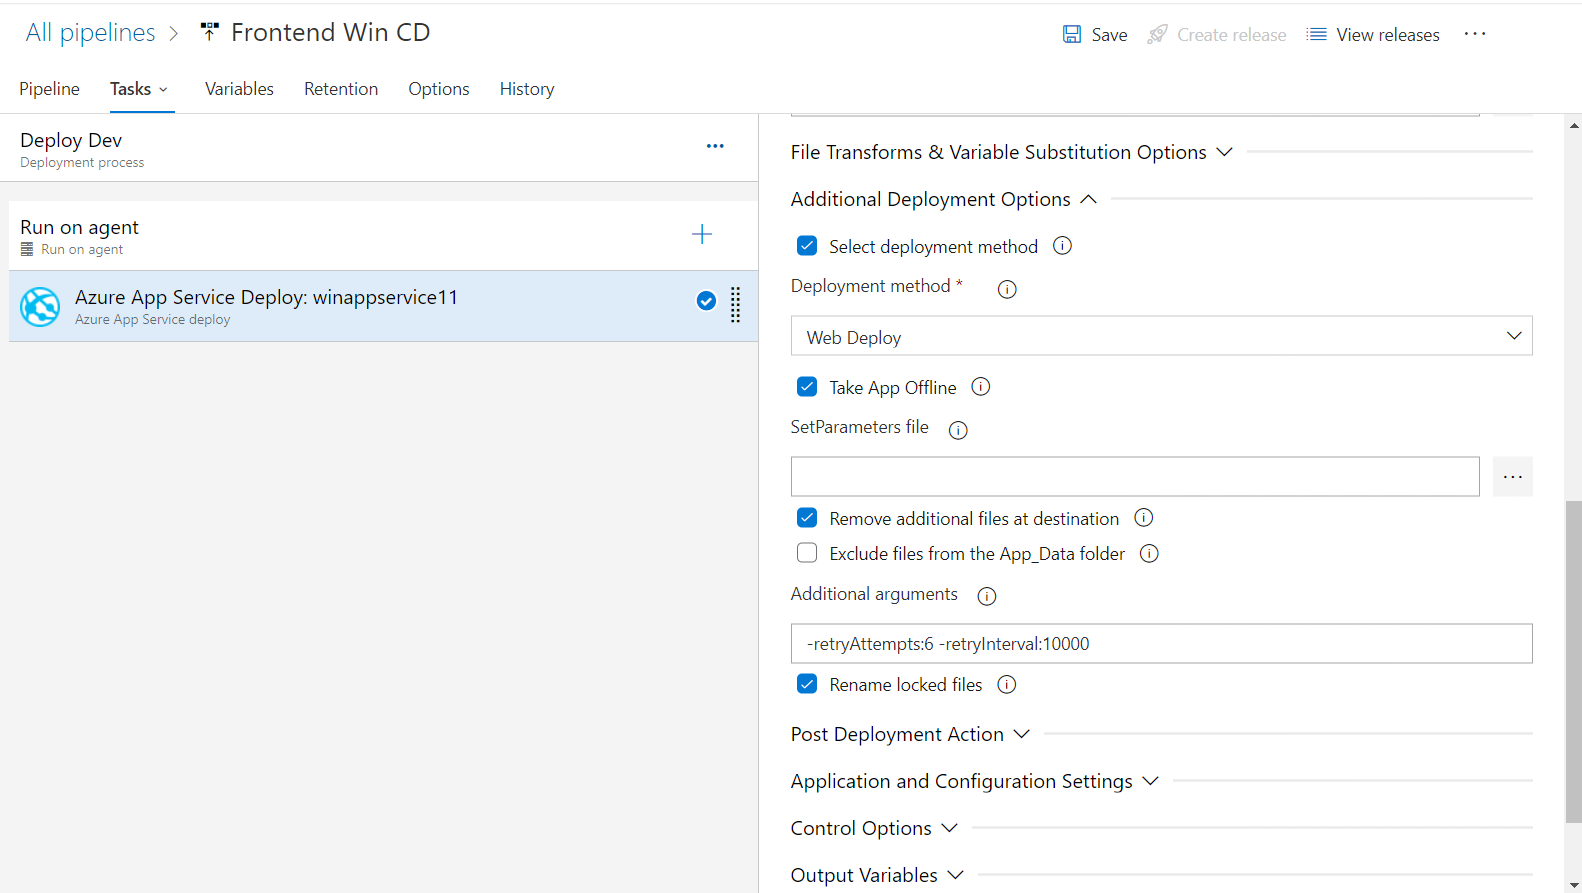 All pipelines > Frontend Win CD
Save Create release View releases ...
Pipeline Tasks Variables Retention Options History
Deploy Dev
Deployment process
Run on agent
Run on agent
Azure App Service Deploy: winappservice11
Azure App Service deploy
File Transforms & Variable Substitution Options
Additional Deployment Options
Select deployment method
Deployment method *
Web Deploy
Take App Offline
SetParameters file
...
Remove additional files at destination
Exclude files from the App_Data folder
Additional arguments
-retryAttempts:6 -retryInterval:10000
Rename locked files
Post Deployment Action
Application and Configuration Settings
Control Options
Output Variables